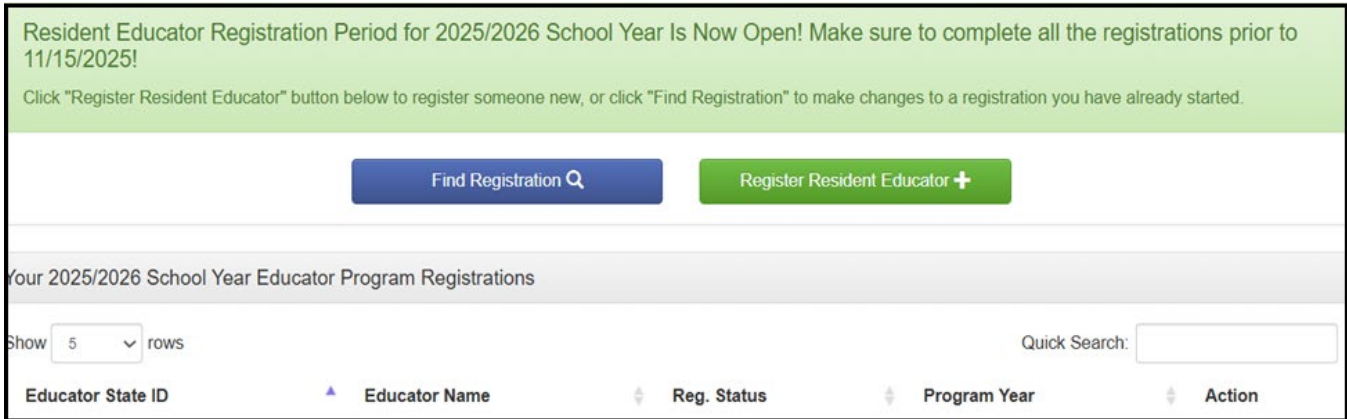 Resident Educator Registration Period for 2025/2026 School Year Is Now Open! Make sure to complete all the registrations prior to
11/15/2025!
Click "Register Resident Educator" button below to register someone new, or click "Find Registration" to make changes to a registration you have already started.
Find Registration Register Resident Educator
Your 2025/2026 School Year Educator Program Registrations
Show 5 rows Quick Search:
Educator State ID Educator Name Reg. Status Program Year Action